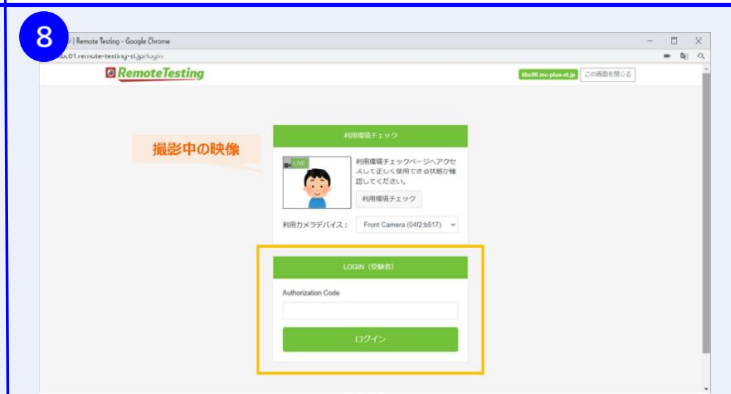 8
| Remote Testing - Google Chrome
RemoteTesting
この画面を閉じる
利用環境チェック
撮影中の映像
LIVE
利用環境チェックページへアクセ
スして正しく使用できる状態か確
認してください。
利用環境チェック
利用カメラデバイス：
Front Camera (04f2:b617)
LOGIN（受験者）
Authorization Code
ログイン